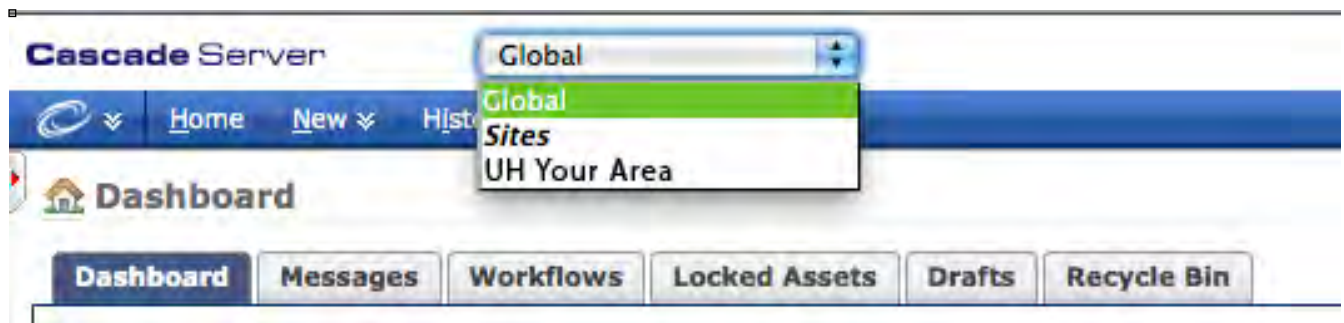 Cascade Server Global
Home New Hist Global
Sites
UH Your Area
Dashboard
Dashboard Messages Workflows Locked Assets Drafts Recycle Bin